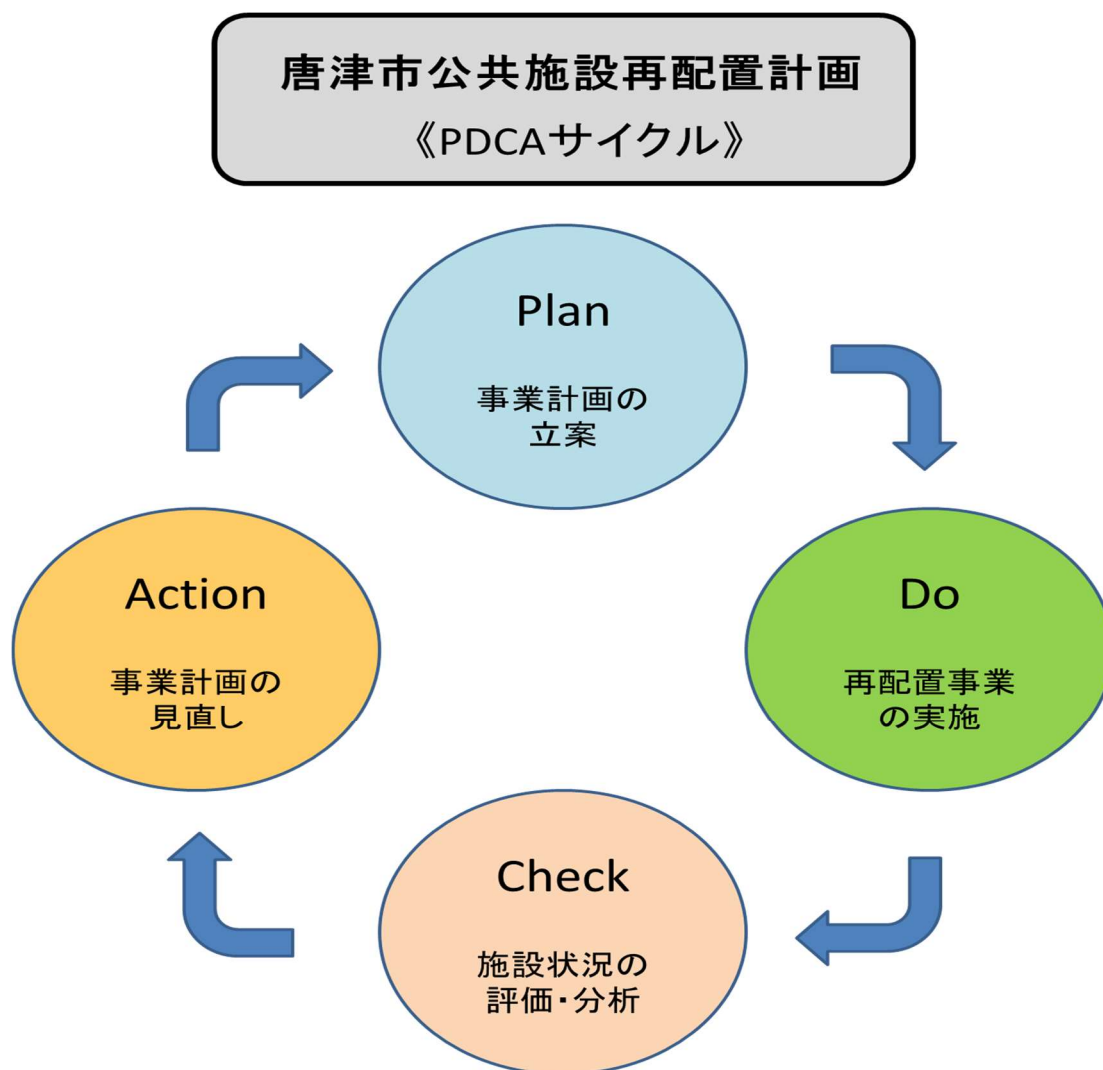 唐津市公共施設再配置計画
《PDCAサイクル》
Plan
事業計画の
立案
Action
事業計画の
見直し
Do
再配置事業
の実施
Check
施設状況の
評価・分析